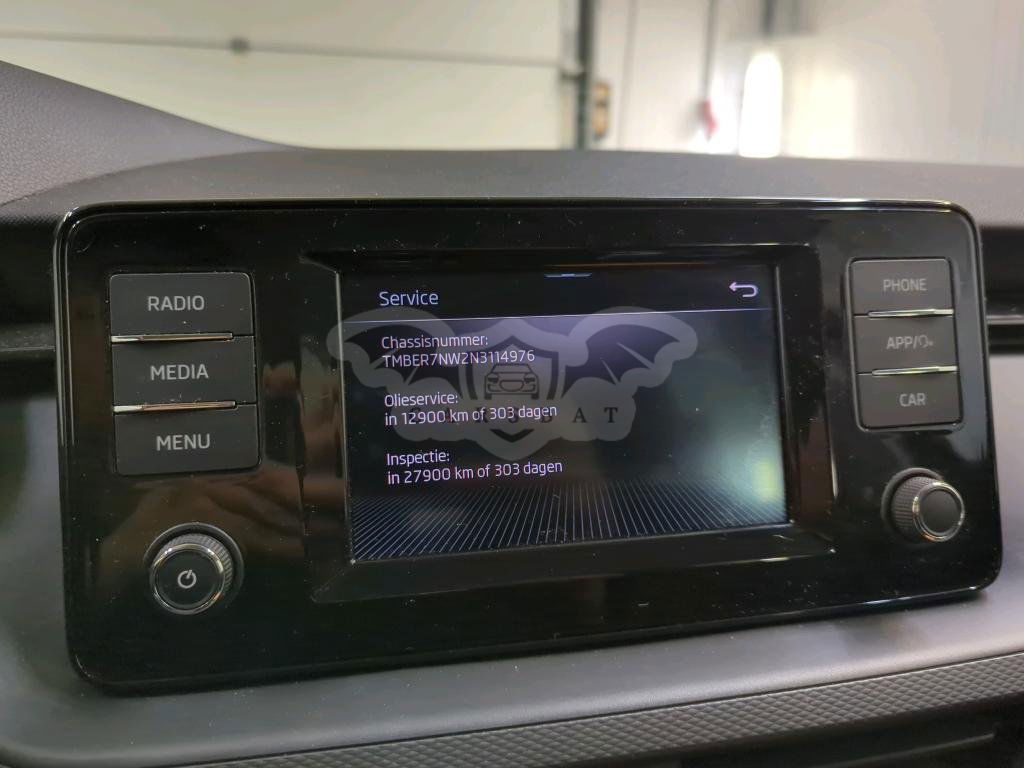 RADIO
MEDIA
MENU
Service
Chassisnummer:
TMBER7NW2N3114976
Olieservice:
in 12900 km of 303 dagen
Inspectie:
in 27900 km of 303 dagen
PHONE
APP/
CAR